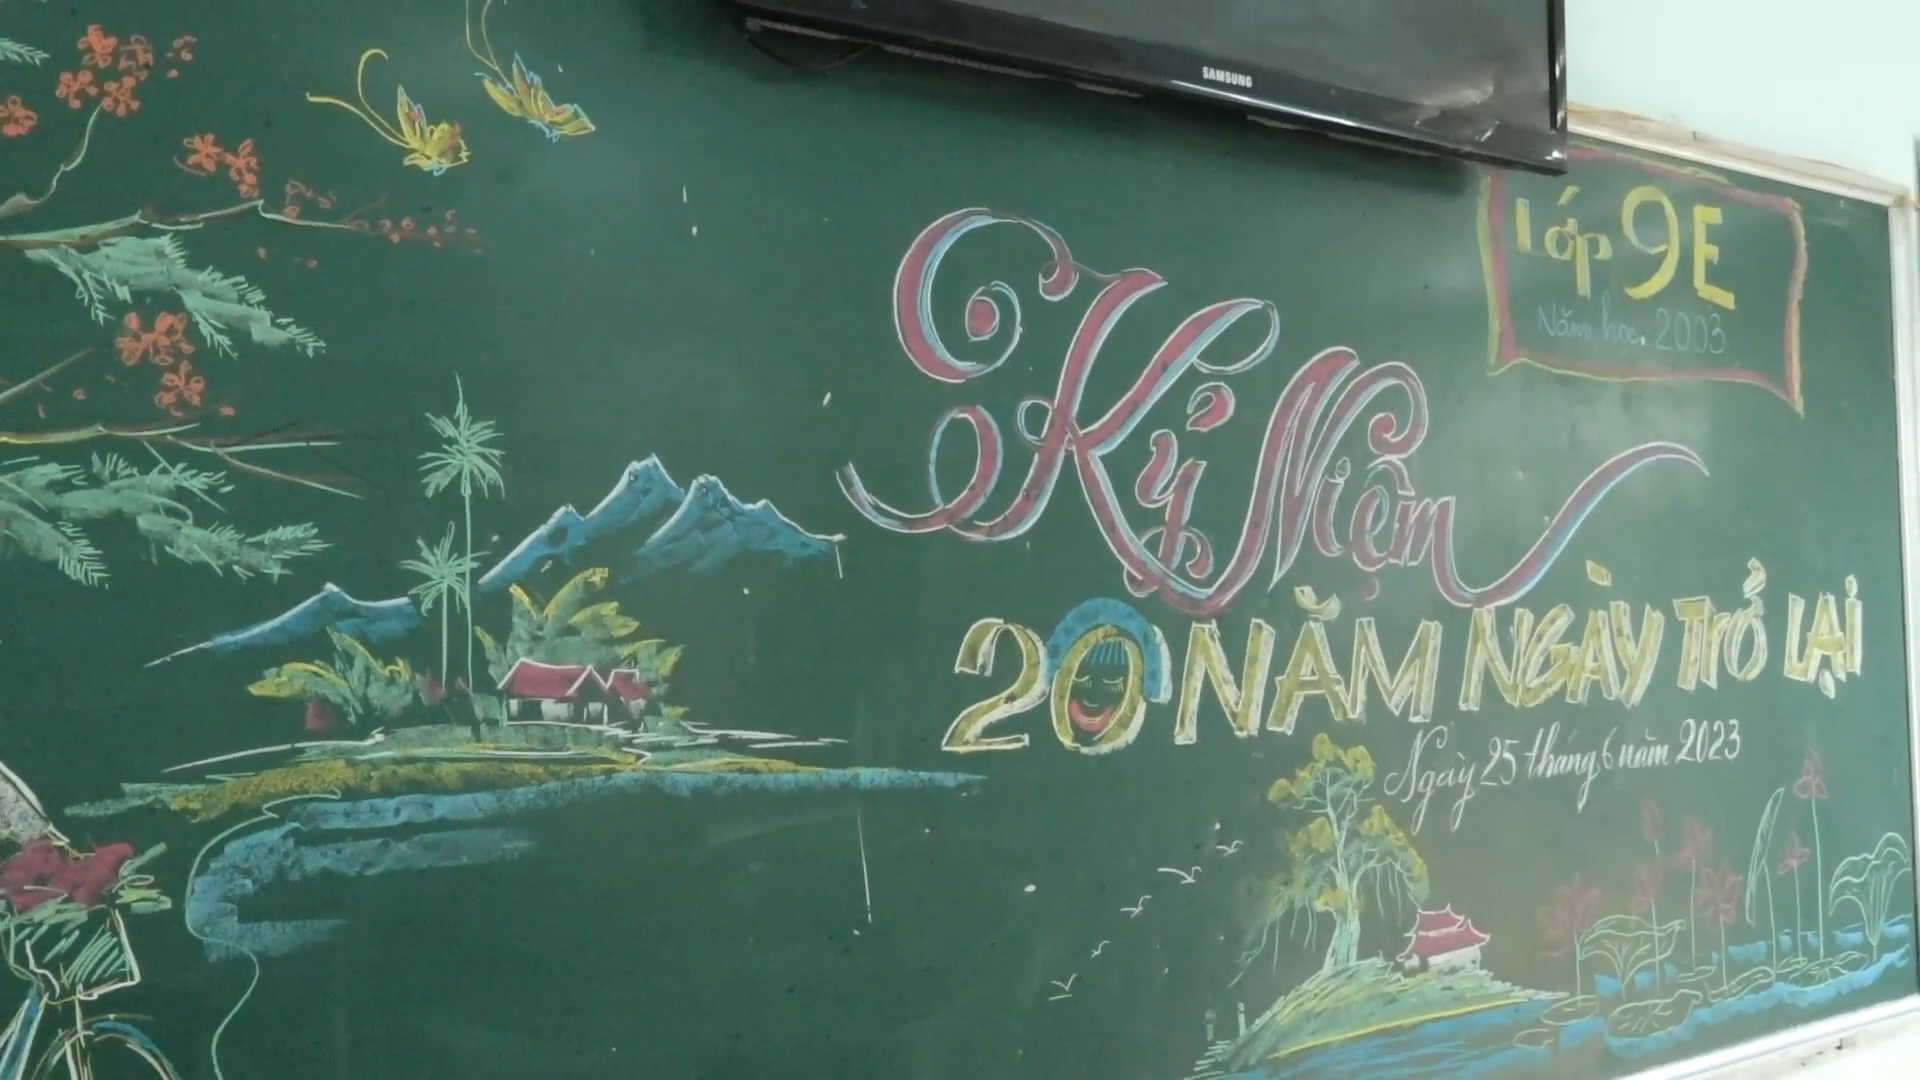 SAMSUNG
Lớp 9E
Năm học. 2003
Kỷ Niệm
20 NĂM NGÀY TRỞ LẠI
Ngày 25 tháng 6 năm 2023